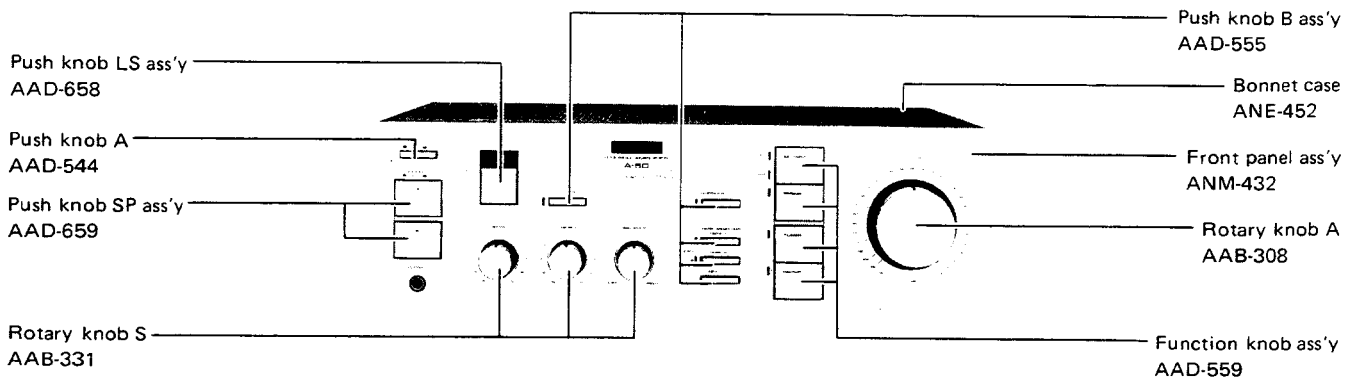 Push knob LS ass'y
AAD-658
Push knob A
AAD-544
Push knob SP ass'y
AAD-659
Rotary knob S
AAB-331
A-60
Push knob B ass'y
AAD-555
Bonnet case
ANE-452
Front panel ass'y
ANM-432
Rotary knob A
AAB-308
Function knob ass'y
AAD-559